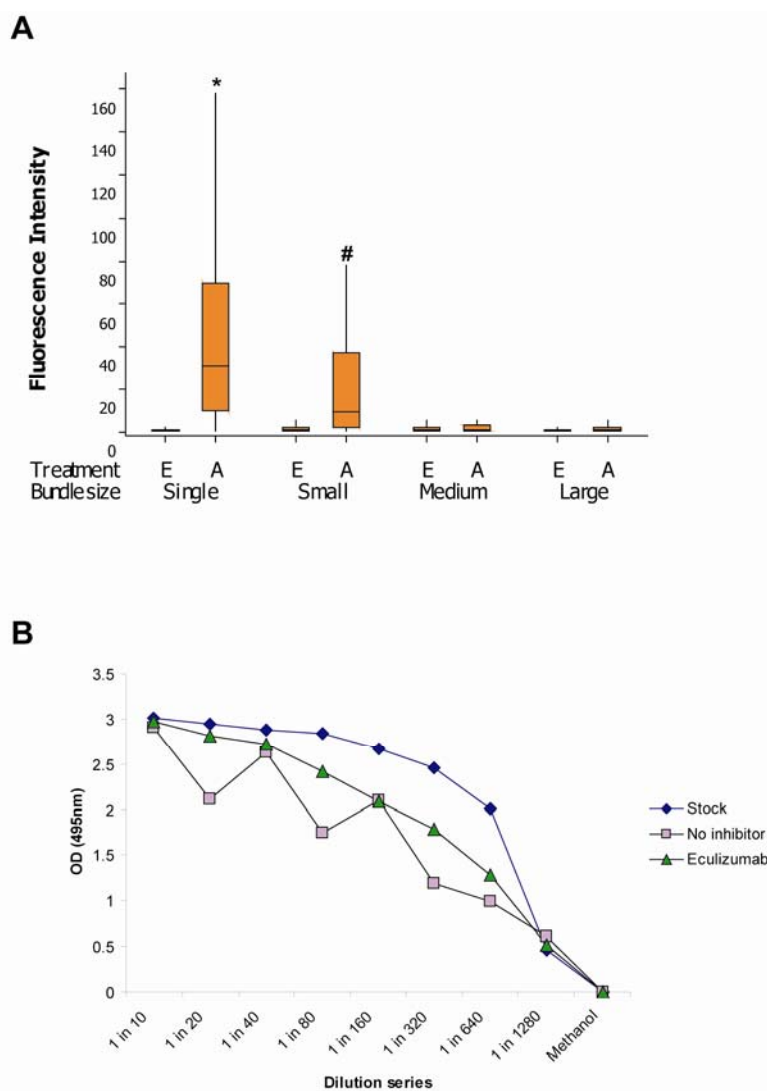 A
Fluorescence Intensity
160
140
120
100
80
60
40
20
0
*
#
Treatment E A E A E A E A
Bundle size Single Small Medium Large
B
OD (495nm)
3.5
3
2.5
2
1.5
1
0.5
0
1 in 10
1 in 20
1 in 40
1 in 80
1 in 160
1 in 320
1 in 640
1 in 1280
Methanol
Dilution series
Stock
No inhibitor
Eculizumab